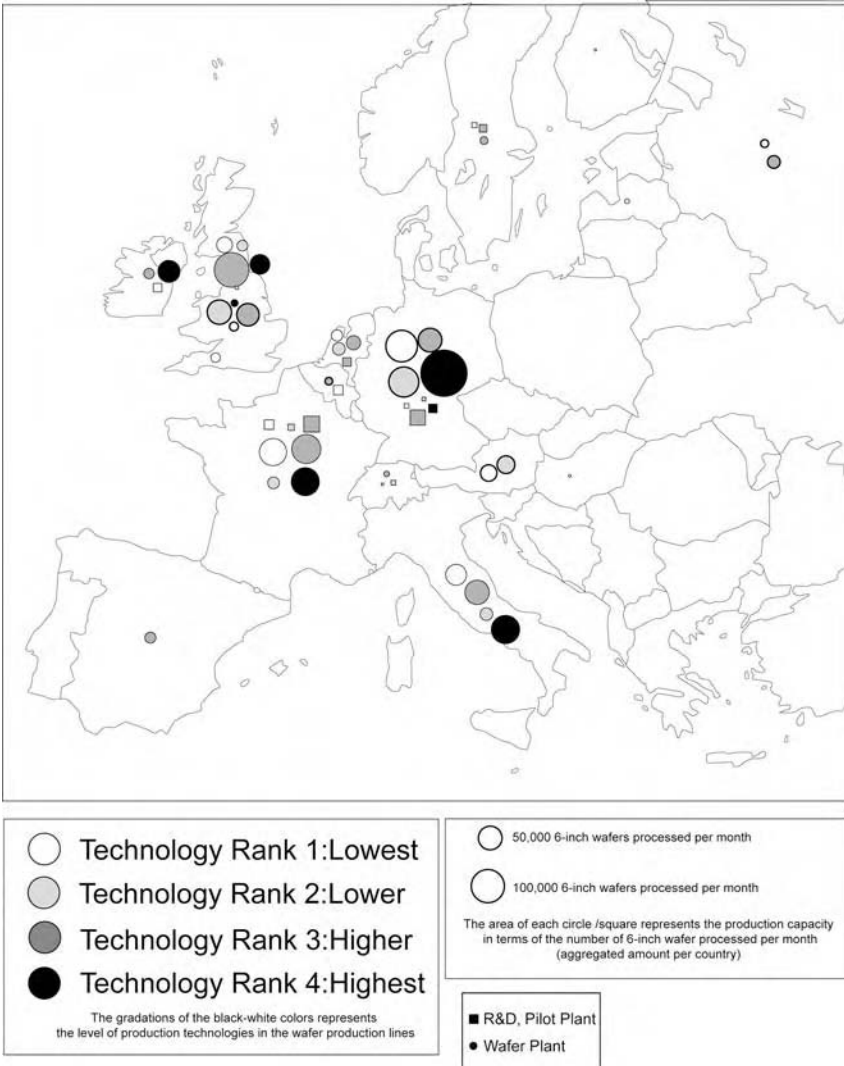 Technology Rank 1:Lowest
Technology Rank 2:Lower
Technology Rank 3:Higher
Technology Rank 4:Highest
The gradations of the black-white colors represents
the level of production technologies in the wafer production lines
50,000 6-inch wafers processed per month
100,000 6-inch wafers processed per month
The area of each circle /square represents the production capacity
in terms of the number of 6-inch wafer processed per month
(aggregated amount per country)
R&D, Pilot Plant
Wafer Plant